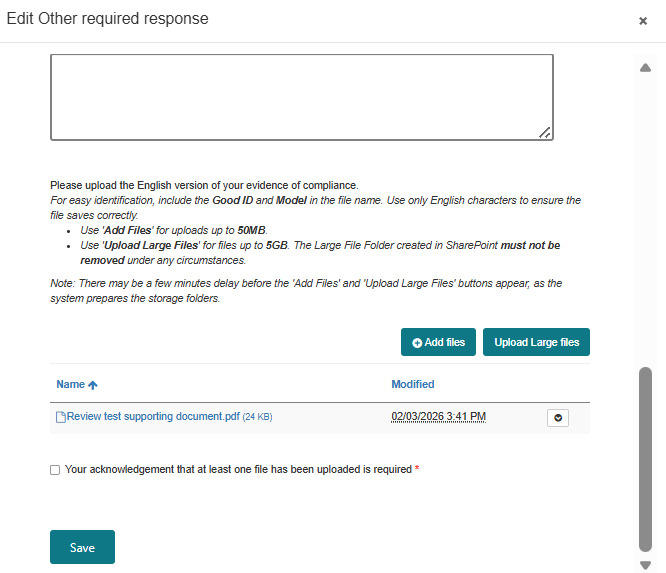 Edit Other required response
×
Please upload the English version of your evidence of compliance.
For easy identification, include the Good ID and Model in the file name. Use only English characters to ensure the
file saves correctly.
• Use 'Add Files' for uploads up to 50MB.
• Use 'Upload Large Files' for files up to 5GB. The Large File Folder created in SharePoint must not be
removed under any circumstances.
Note: There may be a few minutes delay before the 'Add Files' and 'Upload Large Files' buttons appear, as the
system prepares the storage folders.
Add files Upload Large files
Name Modified
Review test supporting document.pdf (24 KB) 02/03/2026 3:41 PM
Your acknowledgement that at least one file has been uploaded is required *
Save